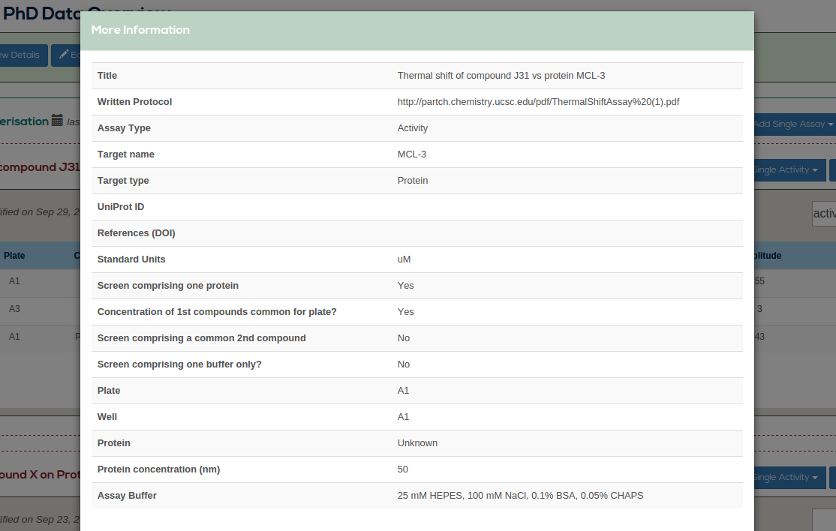 PhD Data Overview
More Information
ew Details
Title Thermal shift of compound J31 vs protein MCL-3
Written Protocol http://partch.chemistry.ucsc.edu/pdf/ThermalShiftAssay%20(1).pdf
erisation las
Assay Type Activity
Add Single Assay
Target name MCL-3
compound J31
Target type Protein
ingle Activity
UniProt ID
ified on Sep 29, 2
activ
References (DOI)
Plate C
Standard Units uM
plitude
A1
Screen comprising one protein Yes
55
A3
Concentration of 1st compounds common for plate? Yes
3
A1 P
Screen comprising a common 2nd compound No
43
Screen comprising one buffer only? No
Plate A1
Well A1
Protein Unknown
Protein concentration (nm) 50
ound X on Prot
ingle Activity
Assay Buffer 25 mM HEPES, 100 mM NaCl, 0.1% BSA, 0.05% CHAPS
ified on Sep 23, 2